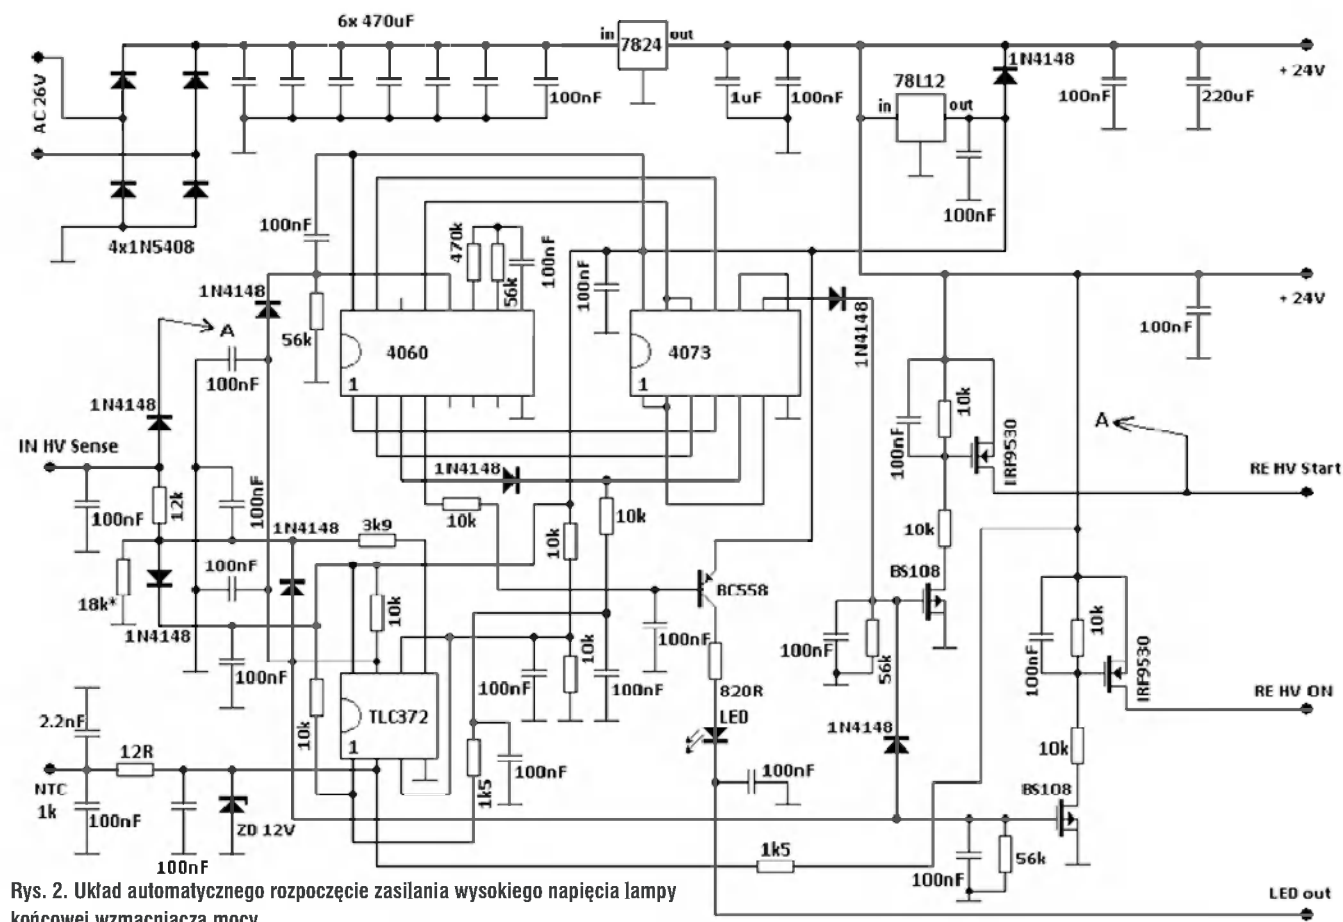 6x 470uF
in
7824
out
1N4148
+ 24V
AC 26V
100nF
1uF
100nF
78L12
in
out
100nF
220uF
100nF
4x1N5408
100nF
470k
56k
100nF
100nF
1N4148
+ 24V
1N4148
A
56k
4060
1
4073
1
1N4148
100nF
100nF
1N4148
10k
100nF
IRF9530
A
IN HV Sense
RE HV Start
1N4148
100nF
12k
100nF
10k
10k
10k
10k
1N4148
3k9
100nF
18k*
1N4148
10k
BC558
BS108
100nF
100nF
56k
100nF
10k
IRF9530
100nF
10k
TLC372
1
100nF
10k
100nF
820R
LED
1N4148
RE HV ON
2.2nF
12R
NTC
1k
100nF
ZD 12V
100nF
1k5
100nF
100nF
10k
BS108
1k5
100nF
56k
LED out
Rys. 2. Układ automatycznego rozpoczęcie zasilania wysokiego napięcia lampy
końcowej wzmacniacza mocy